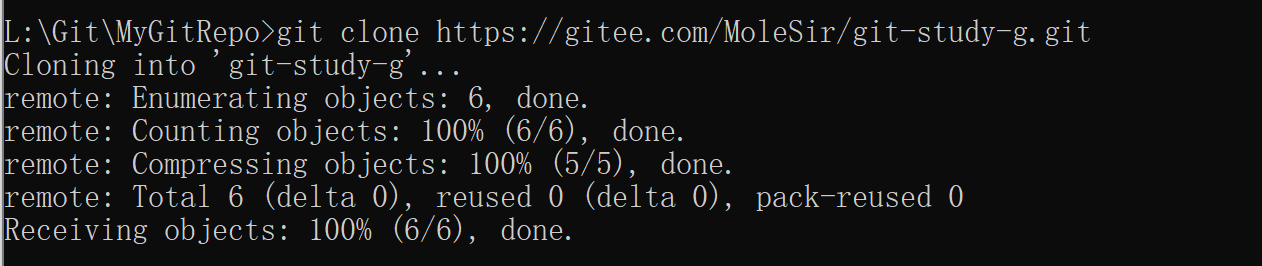 L:\Git\MyGitRepo>git clone https://gitee.com/MoleSir/git-study-g.git
Cloning into 'git-study-g'...
remote: Enumerating objects: 6, done.
remote: Counting objects: 100% (6/6), done.
remote: Compressing objects: 100% (5/5), done.
remote: Total 6 (delta 0), reused 0 (delta 0), pack-reused 0
Receiving objects: 100% (6/6), done.